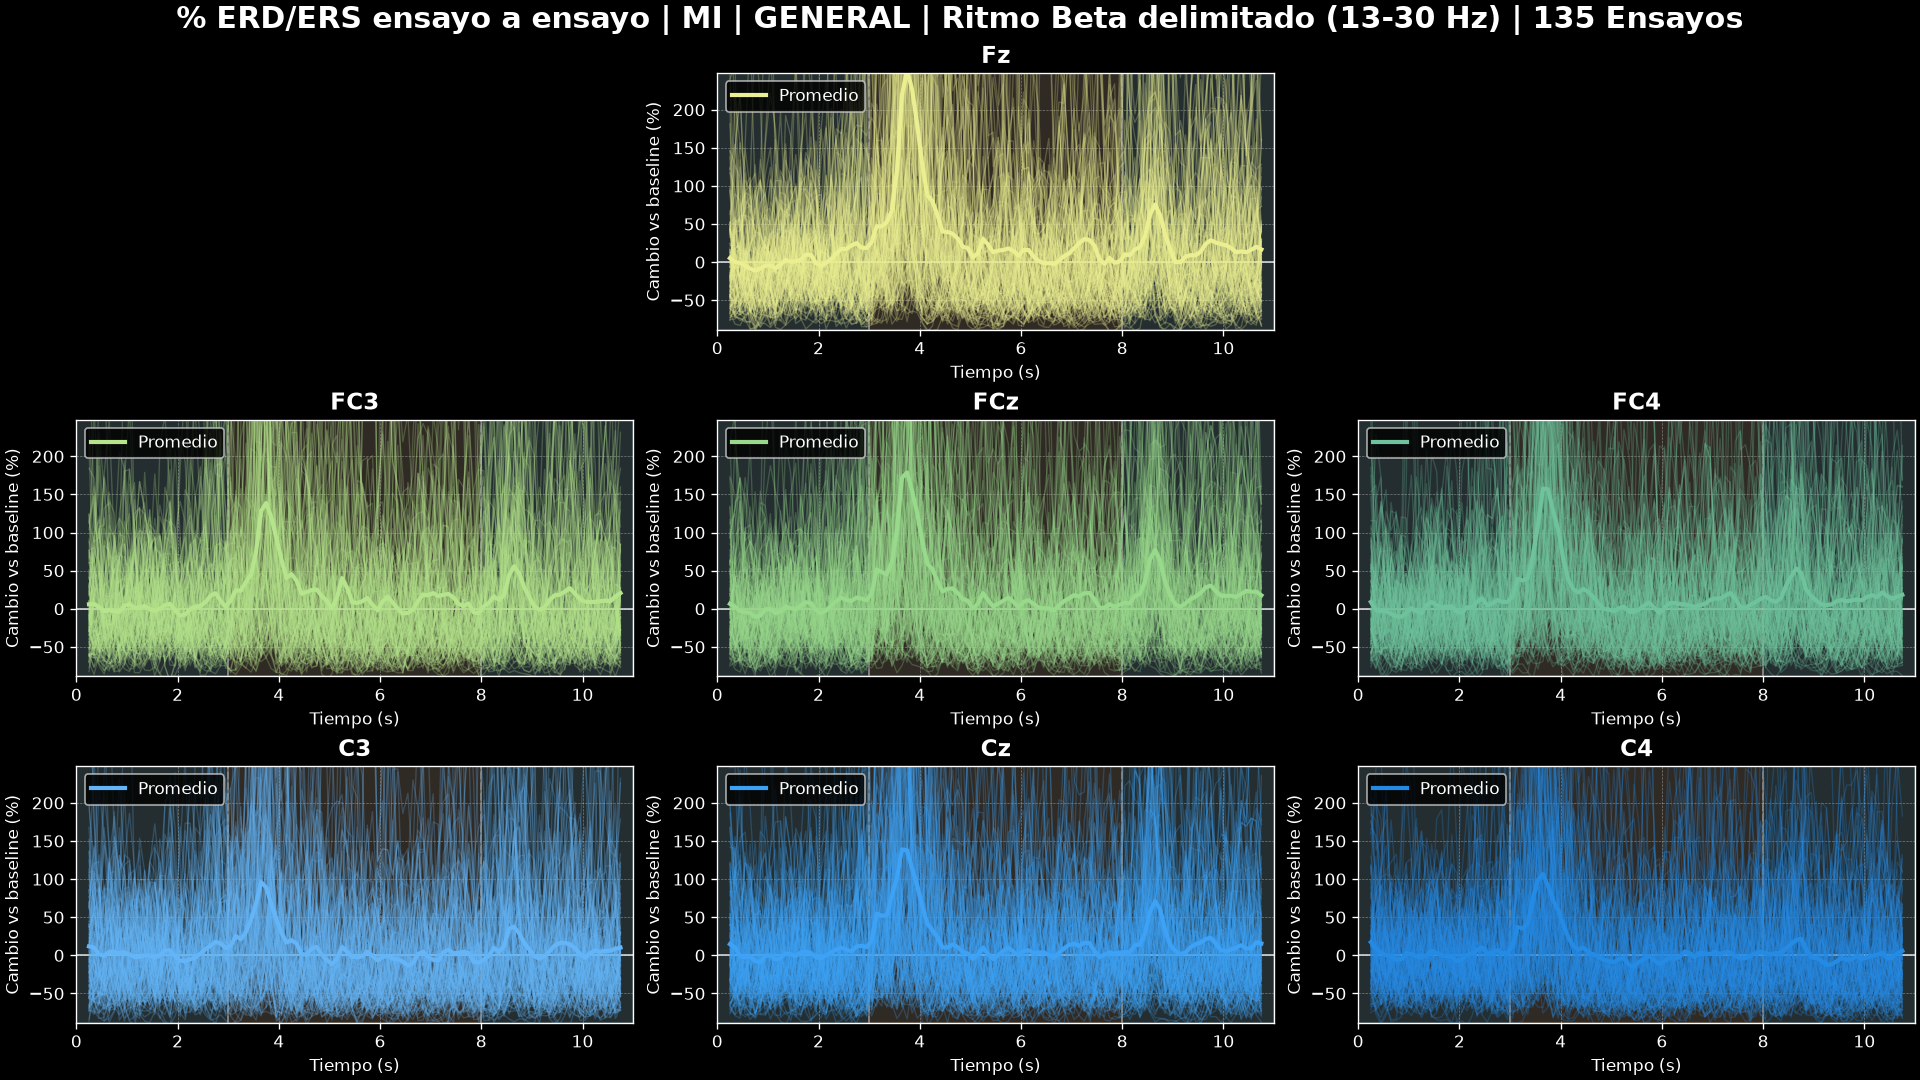 % ERD/ERS ensayo a ensayo | MI | GENERAL | Ritmo Beta delimitado (13-30 Hz) | 135 Ensayos
Fz
Promedio
Cambio vs baseline (%)
200
150
100
50
0
−50
0 2 4 6 8 10
Tiempo (s)
FC3
Promedio
Cambio vs baseline (%)
200
150
100
50
0
−50
0 2 4 6 8 10
Tiempo (s)
FCz
Promedio
Cambio vs baseline (%)
200
150
100
50
0
−50
0 2 4 6 8 10
Tiempo (s)
FC4
Promedio
Cambio vs baseline (%)
200
150
100
50
0
−50
0 2 4 6 8 10
Tiempo (s)
C3
Promedio
Cambio vs baseline (%)
200
150
100
50
0
−50
0 2 4 6 8 10
Tiempo (s)
Cz
Promedio
Cambio vs baseline (%)
200
150
100
50
0
−50
0 2 4 6 8 10
Tiempo (s)
C4
Promedio
Cambio vs baseline (%)
200
150
100
50
0
−50
0 2 4 6 8 10
Tiempo (s)